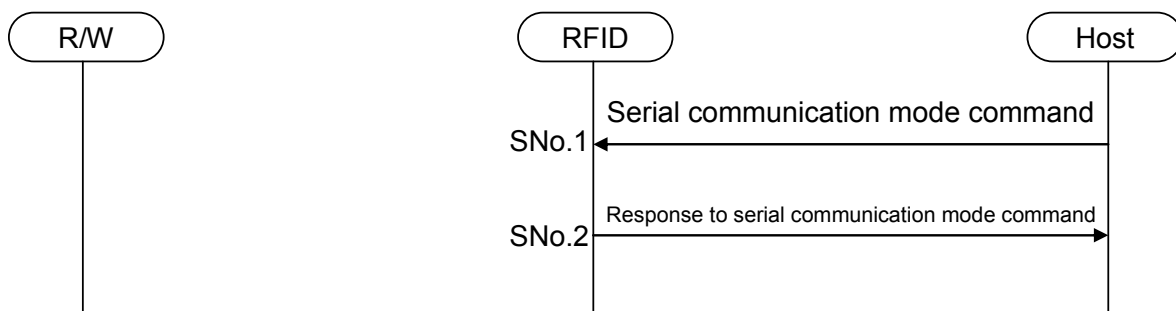 R/W
RFID
Host
Serial communication mode command
SNo.1
Response to serial communication mode command
SNo.2